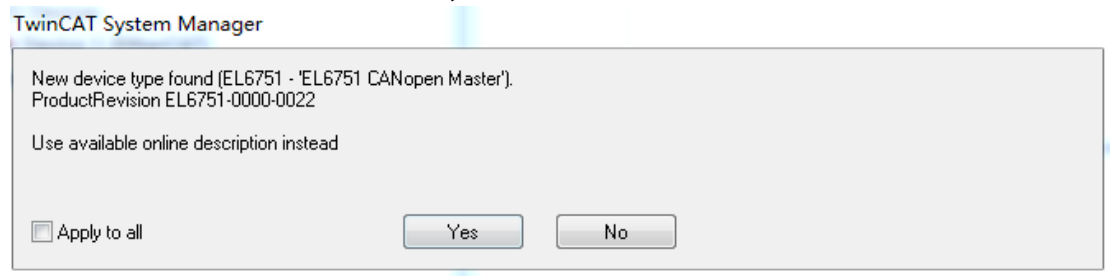 TwinCAT System Manager
New device type found (EL6751 - 'EL6751 CANopen Master').
ProductRevision EL6751-0000-0022
Use available online description instead
Apply to all
Yes
No